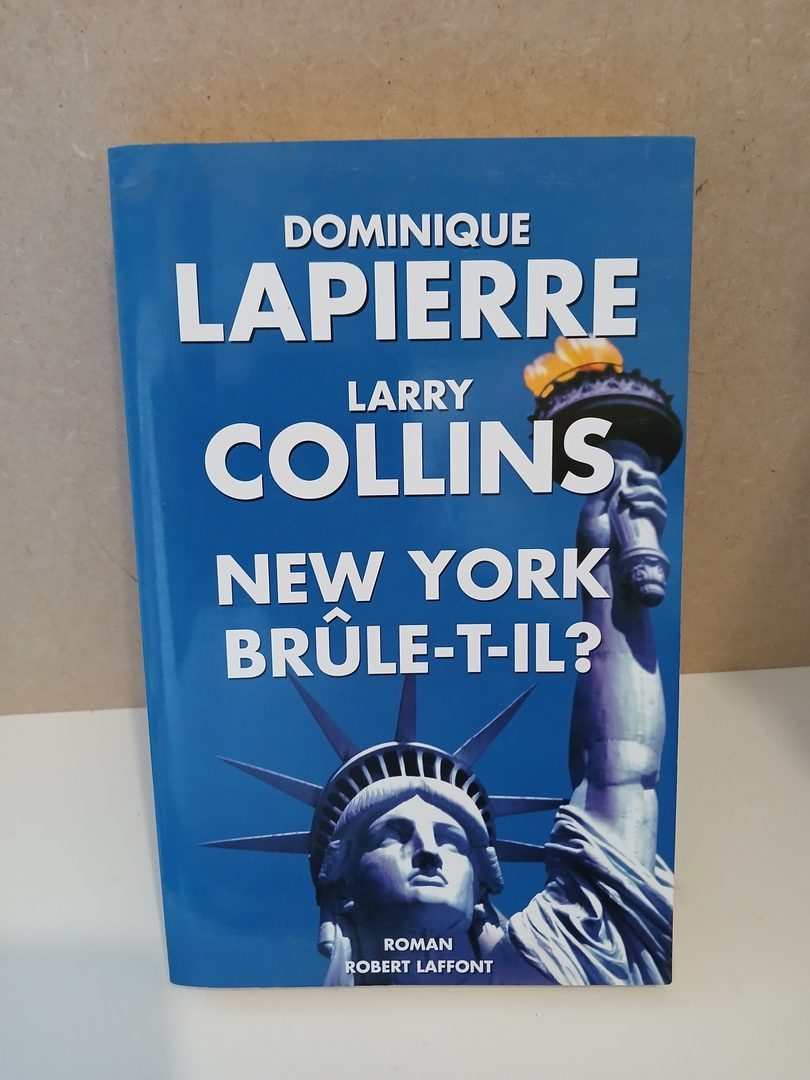 DOMINIQUE
LAPIERRE
LARRY
COLLINS
NEW YORK
BRÛLE-T-IL?
ROMAN
ROBERT LAFFONT